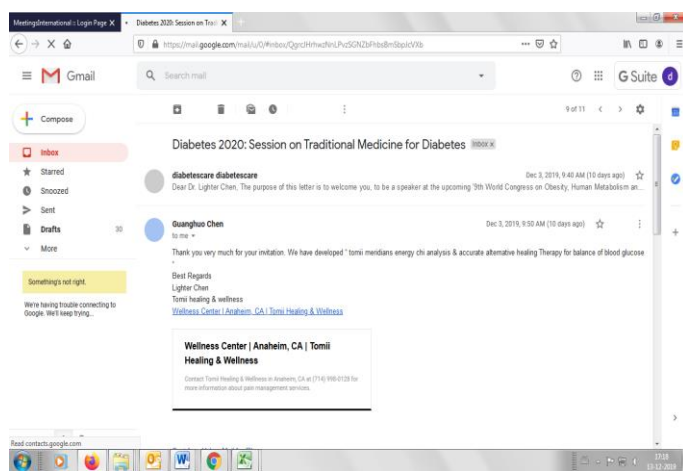 MeetingsInternational :: Login Page X
Diabetes 2020: Session on Trad X
https://mail.google.com/mail/u/0/#inbox/
Gmail
Search mail
G Suite
d
Compose
9 of 11
Diabetes 2020: Session on Traditional Medicine for Diabetes Inbox x
Inbox
Starred
Snoozed
Sent
Drafts 30
More
diabetescare diabetescare Dec 3, 2019, 9:40 AM (10 days ago)
Dear Dr. Lighter Chen, The purpose of this letter is to welcome you, to be a speaker at the upcoming '9th World Congress on Obesity, Human Metabolism an...
Guanghuo Chen Dec 3, 2019, 9:50 AM (10 days ago)
to me
Thank you very much for your invitation. We have developed " tomii meridians energy chi analysis & accurate alternative healing Therapy for balance of blood glucose
"
Best Regards
Lighter Chen
Tomii healing & wellness
Wellness Center | Anaheim, CA | Tomii Healing & Wellness
Something's not right.
We're having trouble connecting to
Google. We'll keep trying...
Wellness Center | Anaheim, CA | Tomii
Healing & Wellness
Contact Tomii Healing & Wellness in Anaheim, CA at (714) 998-0128 for
more information about pain management services.
Read contacts.google.com
17:18
13-12-2019